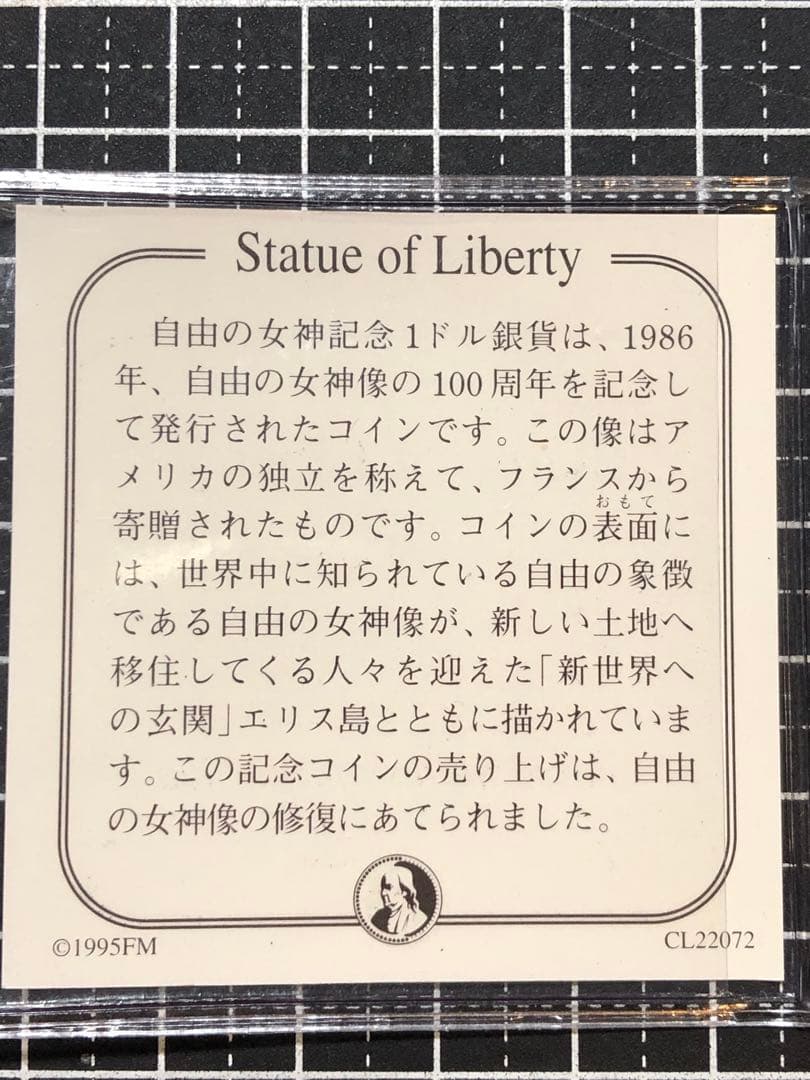 Statue of Liberty
自由の女神記念1ドル銀貨は、1986
年、自由の女神像の100周年を記念し
て発行されたコインです。この像はア
メリカの独立を称えて、フランスから
おもて
寄贈されたものです。コインの表面に
は、世界中に知られている自由の象徴
である自由の女神像が、新しい土地へ
移住してくる人々を迎えた「新世界へ
の玄関」エリス島とともに描かれていま
す。この記念コインの売り上げは、自由
の女神像の修復にあてられました。
©1995FM
CL22072